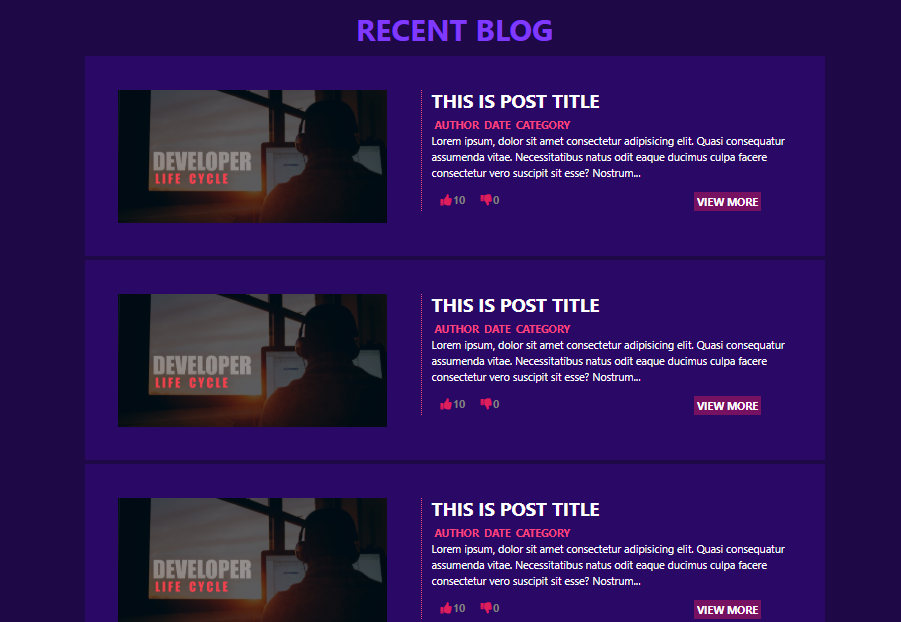 RECENT BLOG
DEVELOPER
LIFE CYCLE
THIS IS POST TITLE
AUTHOR DATE CATEGORY
Lorem ipsum, dolor sit amet consectetur adipisicing elit. Quasi consequatur
assumenda vitae. Necessitatibus natus odit eaque ducimus culpa facere
consectetur vero suscipit sit esse? Nostrum...
10 0 VIEW MORE
DEVELOPER
LIFE CYCLE
THIS IS POST TITLE
AUTHOR DATE CATEGORY
Lorem ipsum, dolor sit amet consectetur adipisicing elit. Quasi consequatur
assumenda vitae. Necessitatibus natus odit eaque ducimus culpa facere
consectetur vero suscipit sit esse? Nostrum...
10 0 VIEW MORE
DEVELOPER
LIFE CYCLE
THIS IS POST TITLE
AUTHOR DATE CATEGORY
Lorem ipsum, dolor sit amet consectetur adipisicing elit. Quasi consequatur
assumenda vitae. Necessitatibus natus odit eaque ducimus culpa facere
consectetur vero suscipit sit esse? Nostrum...
10 0 VIEW MORE